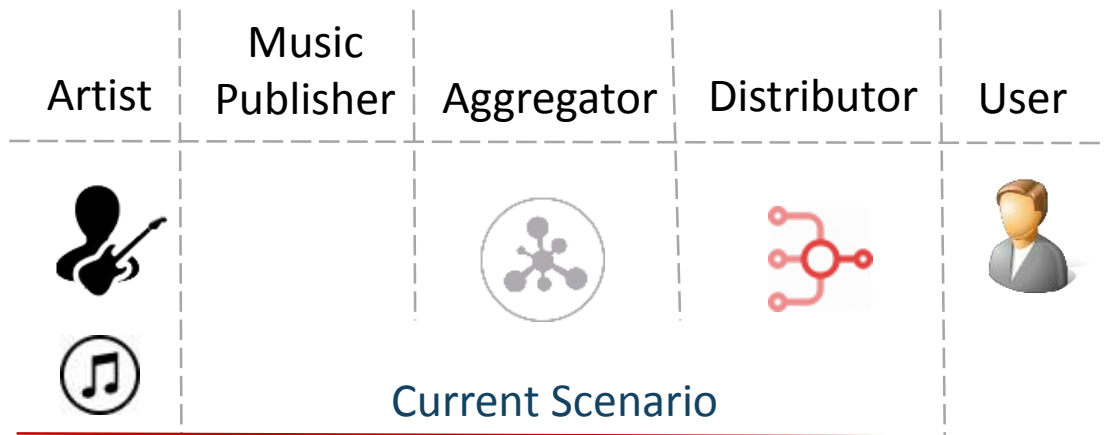 Artist
Music
Publisher
Aggregator
Distributor
User
Current Scenario